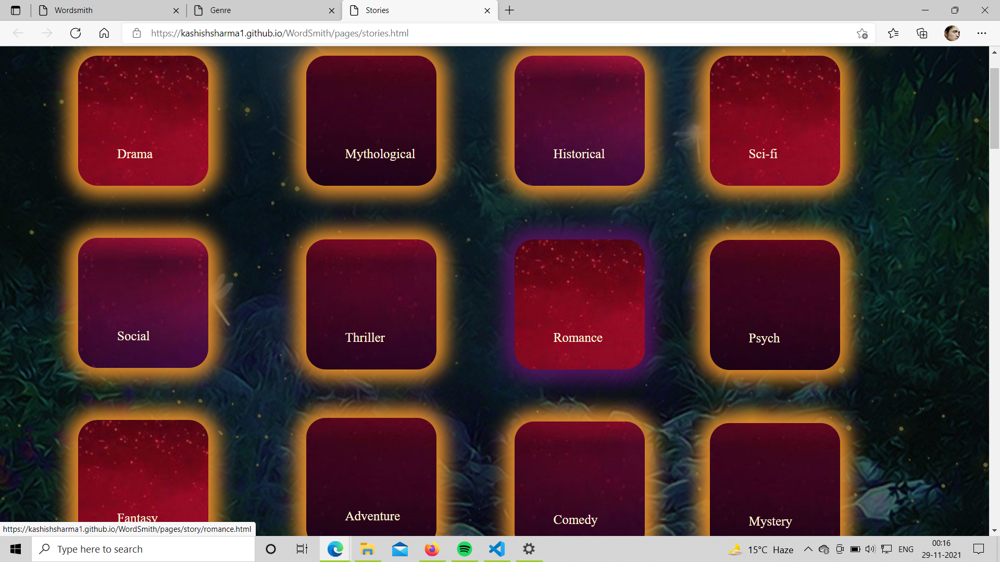 Wordsmith
Genre
Stories
https://kashishsharma1.github.io/WordSmith/pages/stories.html
Drama
Mythological
Historical
Sci-fi
Social
Thriller
Romance
Psych
Fantasy
Adventure
Comedy
Mystery
https://kashishsharma1.github.io/WordSmith/pages/story/romance.html
Type here to search
15°C Haze
ENG
00:16
29-11-2021